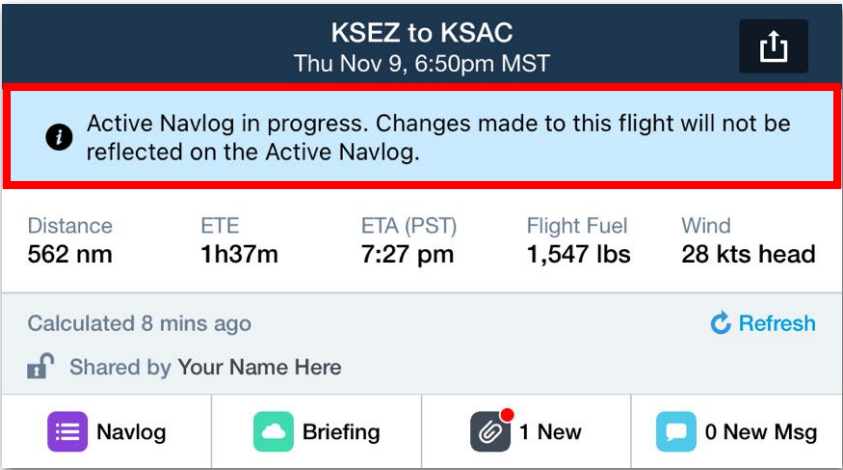 KSEZ to KSAC
Thu Nov 9, 6:50pm MST
Active Navlog in progress. Changes made to this flight will not be
reflected on the Active Navlog.
Distance ETE ETA (PST) Flight Fuel Wind
562 nm 1h37m 7:27 pm 1,547 lbs 28 kts head
Calculated 8 mins ago Refresh
Shared by Your Name Here
Navlog Briefing 1 New 0 New Msg